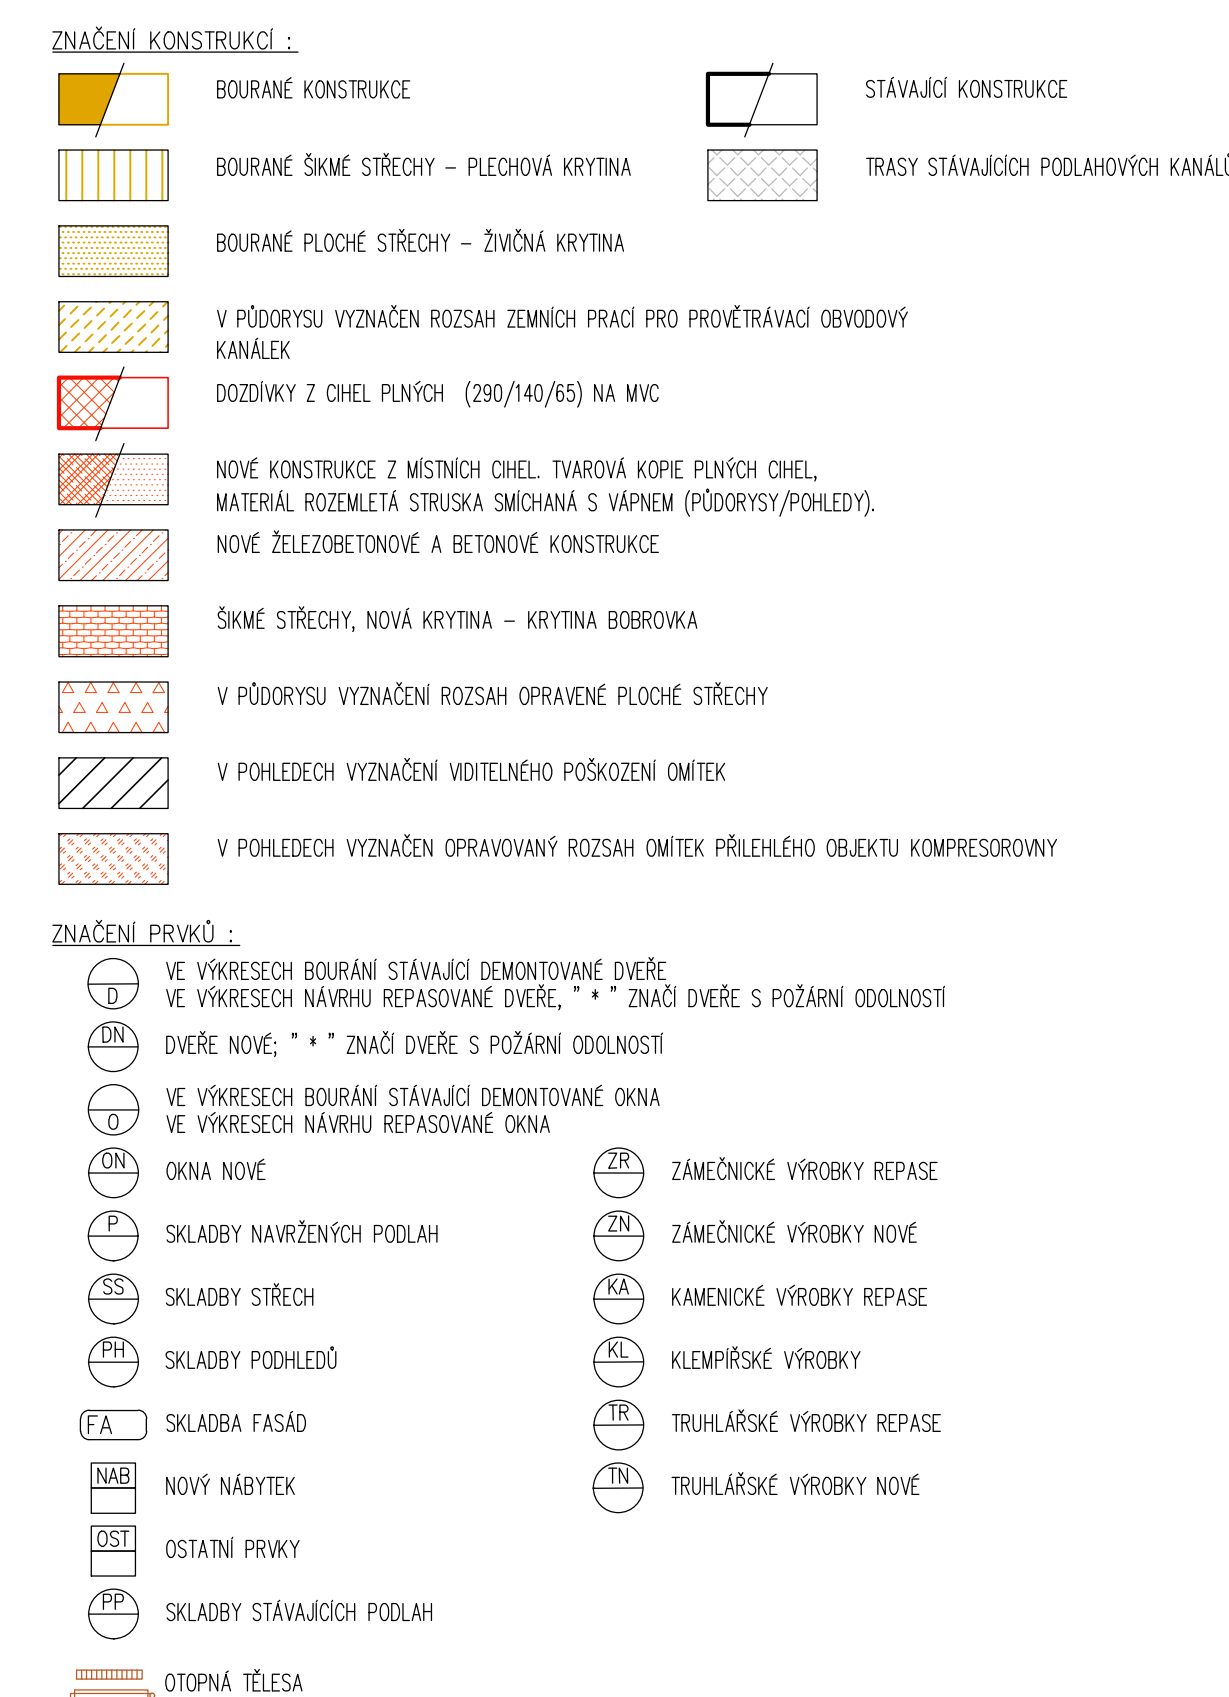 ZNAČENÍ KONSTRUKCÍ :
BOURANÉ KONSTRUKCE
STÁVAJÍCÍ KONSTRUKCE
BOURANÉ ŠIKMÉ STŘECHY – PLECHOVÁ KRYTINA
TRASY STÁVAJÍCÍCH PODLAHOVÝCH KANÁLŮ
BOURANÉ PLOCHÉ STŘECHY – ŽIVIČNÁ KRYTINA
V PŮDORYSU VYZNAČEN ROZSAH ZEMNÍCH PRACÍ PRO PROVĚTRÁVACÍ OBVODOVÝ
KANÁLEK
DOZDÍVKY Z CIHEL PLNÝCH (290/140/65) NA MVC
NOVÉ KONSTRUKCE Z MÍSTNÍCH CIHEL. TVAROVÁ KOPIE PLNÝCH CIHEL,
MATERIÁL ROZEMLETÁ STRUSKA SMÍCHANÁ S VÁPNEM (PŮDORYSY/POHLEDY).
NOVÉ ŽELEZOBETONOVÉ A BETONOVÉ KONSTRUKCE
ŠIKMÉ STŘECHY, NOVÁ KRYTINA – KRYTINA BOBROVKA
V PŮDORYSU VYZNAČENÍ ROZSAH OPRAVENÉ PLOCHÉ STŘECHY
V POHLEDECH VYZNAČENÍ VIDITELNÉHO POŠKOZENÍ OMÍTEK
V POHLEDECH VYZNAČEN OPRAVOVANÝ ROZSAH OMÍTEK PŘILEHLÉHO OBJEKTU KOMPRESOROVNY
ZNAČENÍ PRVKŮ :
VE VÝKRESECH BOURÁNÍ STÁVAJÍCÍ DEMONTOVANÉ DVEŘE
D VE VÝKRESECH NÁVRHU REPASOVANÉ DVEŘE, " * " ZNAČÍ DVEŘE S POŽÁRNÍ ODOLNOSTÍ
DN DVEŘE NOVÉ; " * " ZNAČÍ DVEŘE S POŽÁRNÍ ODOLNOSTÍ
VE VÝKRESECH BOURÁNÍ STÁVAJÍCÍ DEMONTOVANÉ OKNA
O VE VÝKRESECH NÁVRHU REPASOVANÉ OKNA
ON OKNA NOVÉ
ZR ZÁMEČNICKÉ VÝROBKY REPASE
P SKLADBY NAVRŽENÝCH PODLAH
ZN ZÁMEČNICKÉ VÝROBKY NOVÉ
SS SKLADBY STŘECH
KA KAMENICKÉ VÝROBKY REPASE
PH SKLADBY PODHLEDŮ
KL KLEMPÍŘSKÉ VÝROBKY
FA SKLADBA FASÁD
TR TRUHLÁŘSKÉ VÝROBKY REPASE
NAB NOVÝ NÁBYTEK
TN TRUHLÁŘSKÉ VÝROBKY NOVÉ
OST OSTATNÍ PRVKY
PP SKLADBY STÁVAJÍCÍCH PODLAH
OTOPNÁ TĚLESA